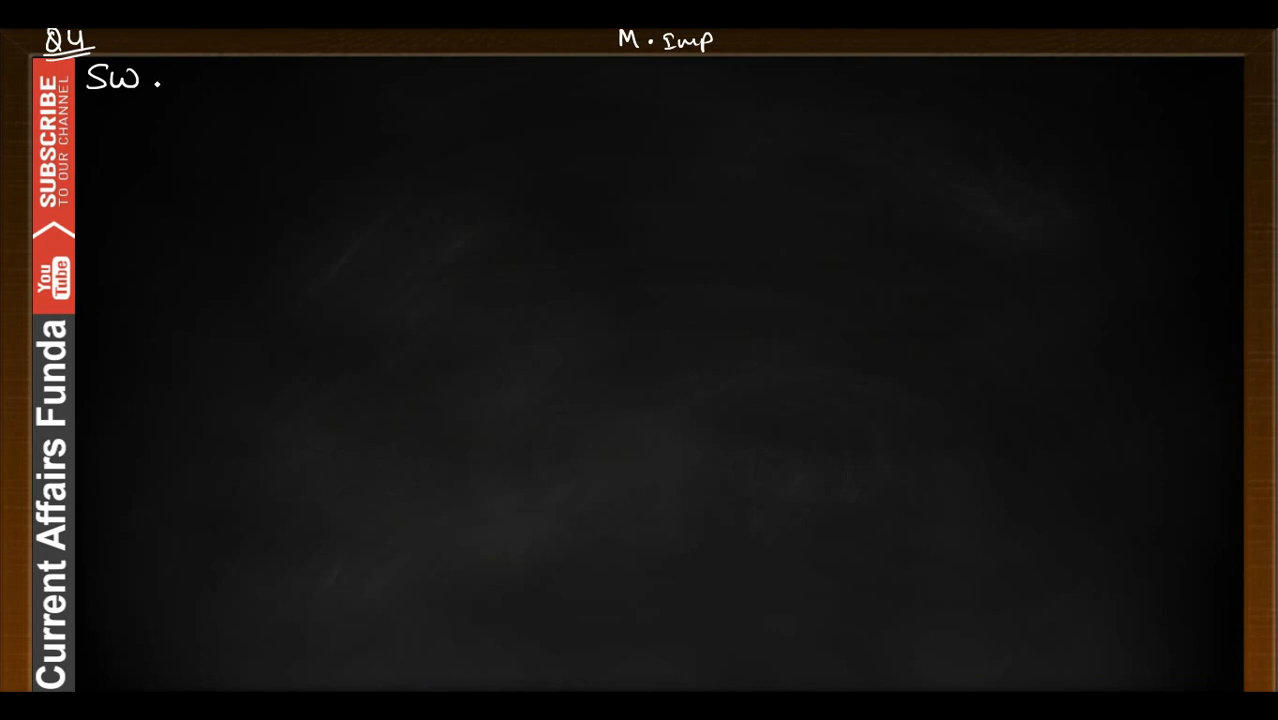 Q4
M. Imp
SW.
SUBSCRIBE
TO OUR CHANNEL
You
Tube
Current Affairs Funda